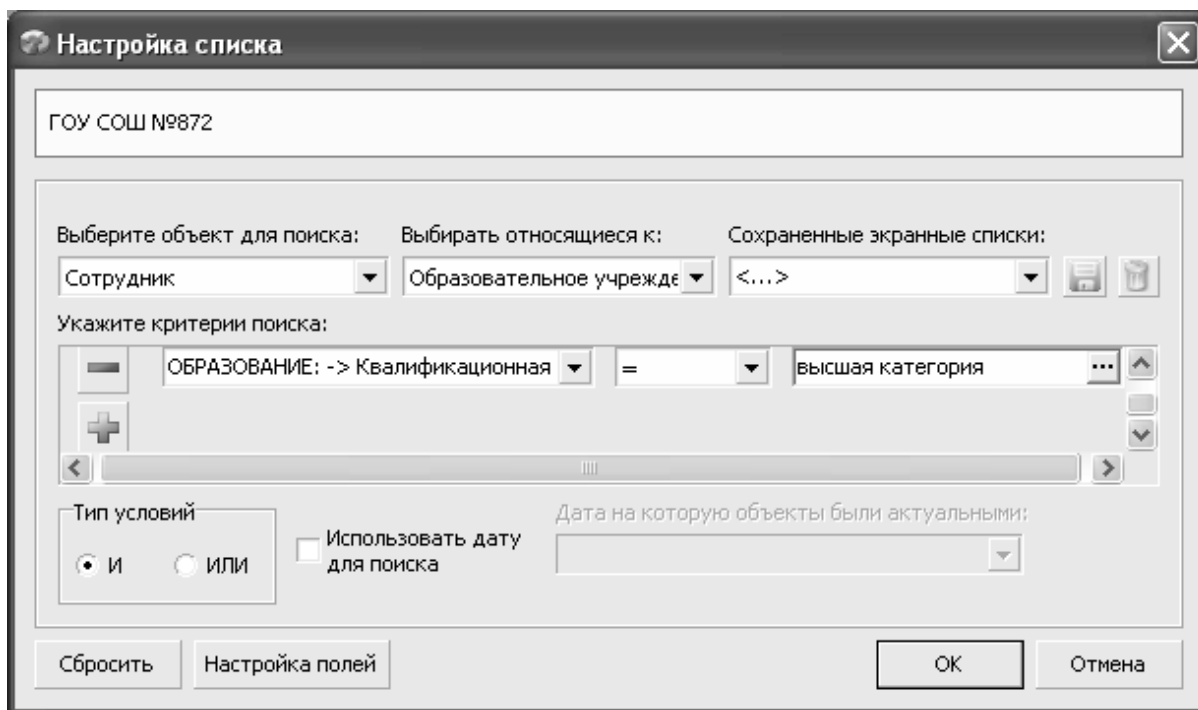 Настройка списка
ГОУ СОШ №872
Выберите объект для поиска: Выбирать относящиеся к: Сохраненные экранные списки:
Сотрудник Образовательное учрежде <...>
Укажите критерии поиска:
ОБРАЗОВАНИЕ: -> Квалификационная = высшая категория ...
Тип условий Дата на которую объекты были актуальными:
И ИЛИ Использовать дату
для поиска
Сбросить Настройка полей ОК Отмена